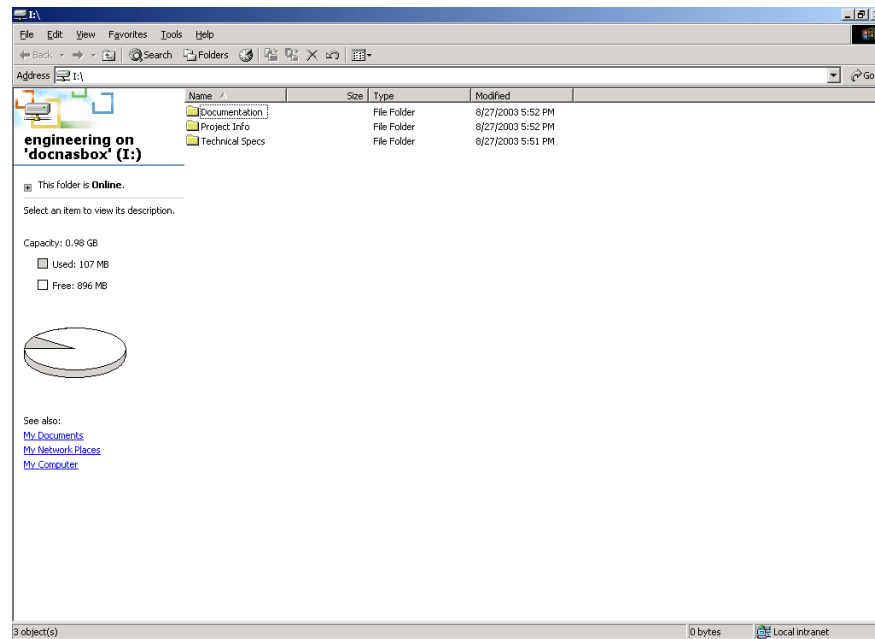 I:\
File Edit View Favorites Tools Help
Back Search Folders
Address I:\ Go
Name Size Type Modified
Documentation File Folder 8/27/2003 5:52 PM
Project Info File Folder 8/27/2003 5:52 PM
Technical Specs File Folder 8/27/2003 5:51 PM
engineering on
'docnasbox' (I:)
This folder is Online.
Select an item to view its description.
Capacity: 0.98 GB
Used: 107 MB
Free: 896 MB
See also:
My Documents
My Network Places
My Computer
3 object(s) 0 bytes Local intranet